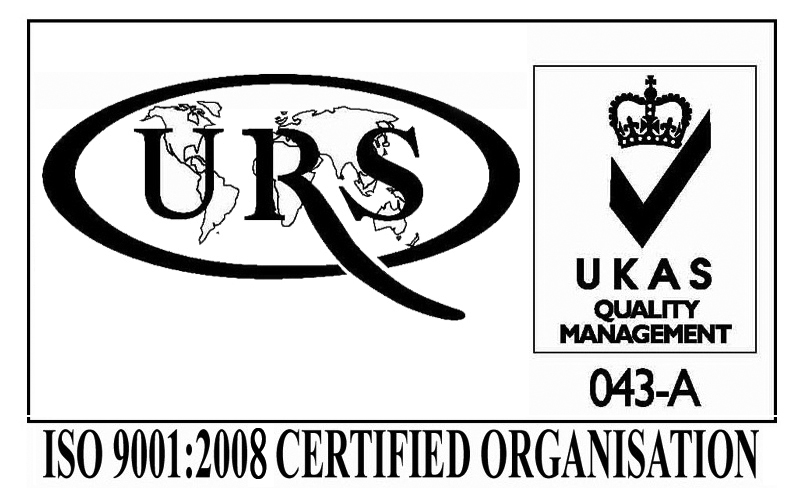 URS
UKAS
QUALITY
MANAGEMENT
043-A
ISO 9001:2008 CERTIFIED ORGANISATION